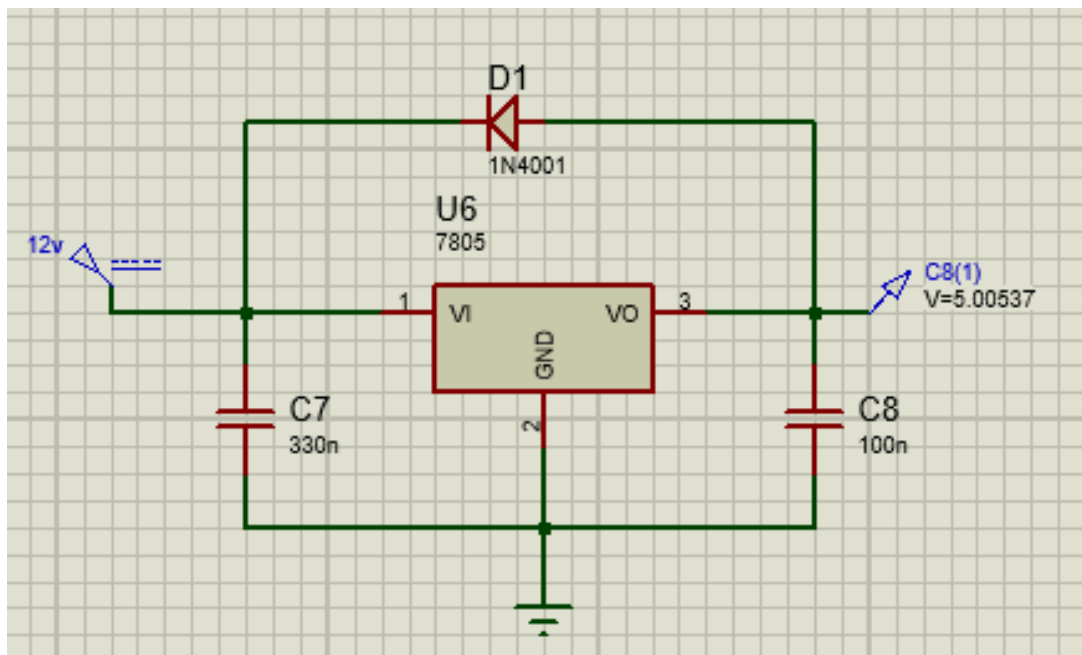 D1
1N4001
U6
7805
12v
1
VI
VO
3
GND
2
C8(1)
V=5.00537
C7
330n
C8
100n